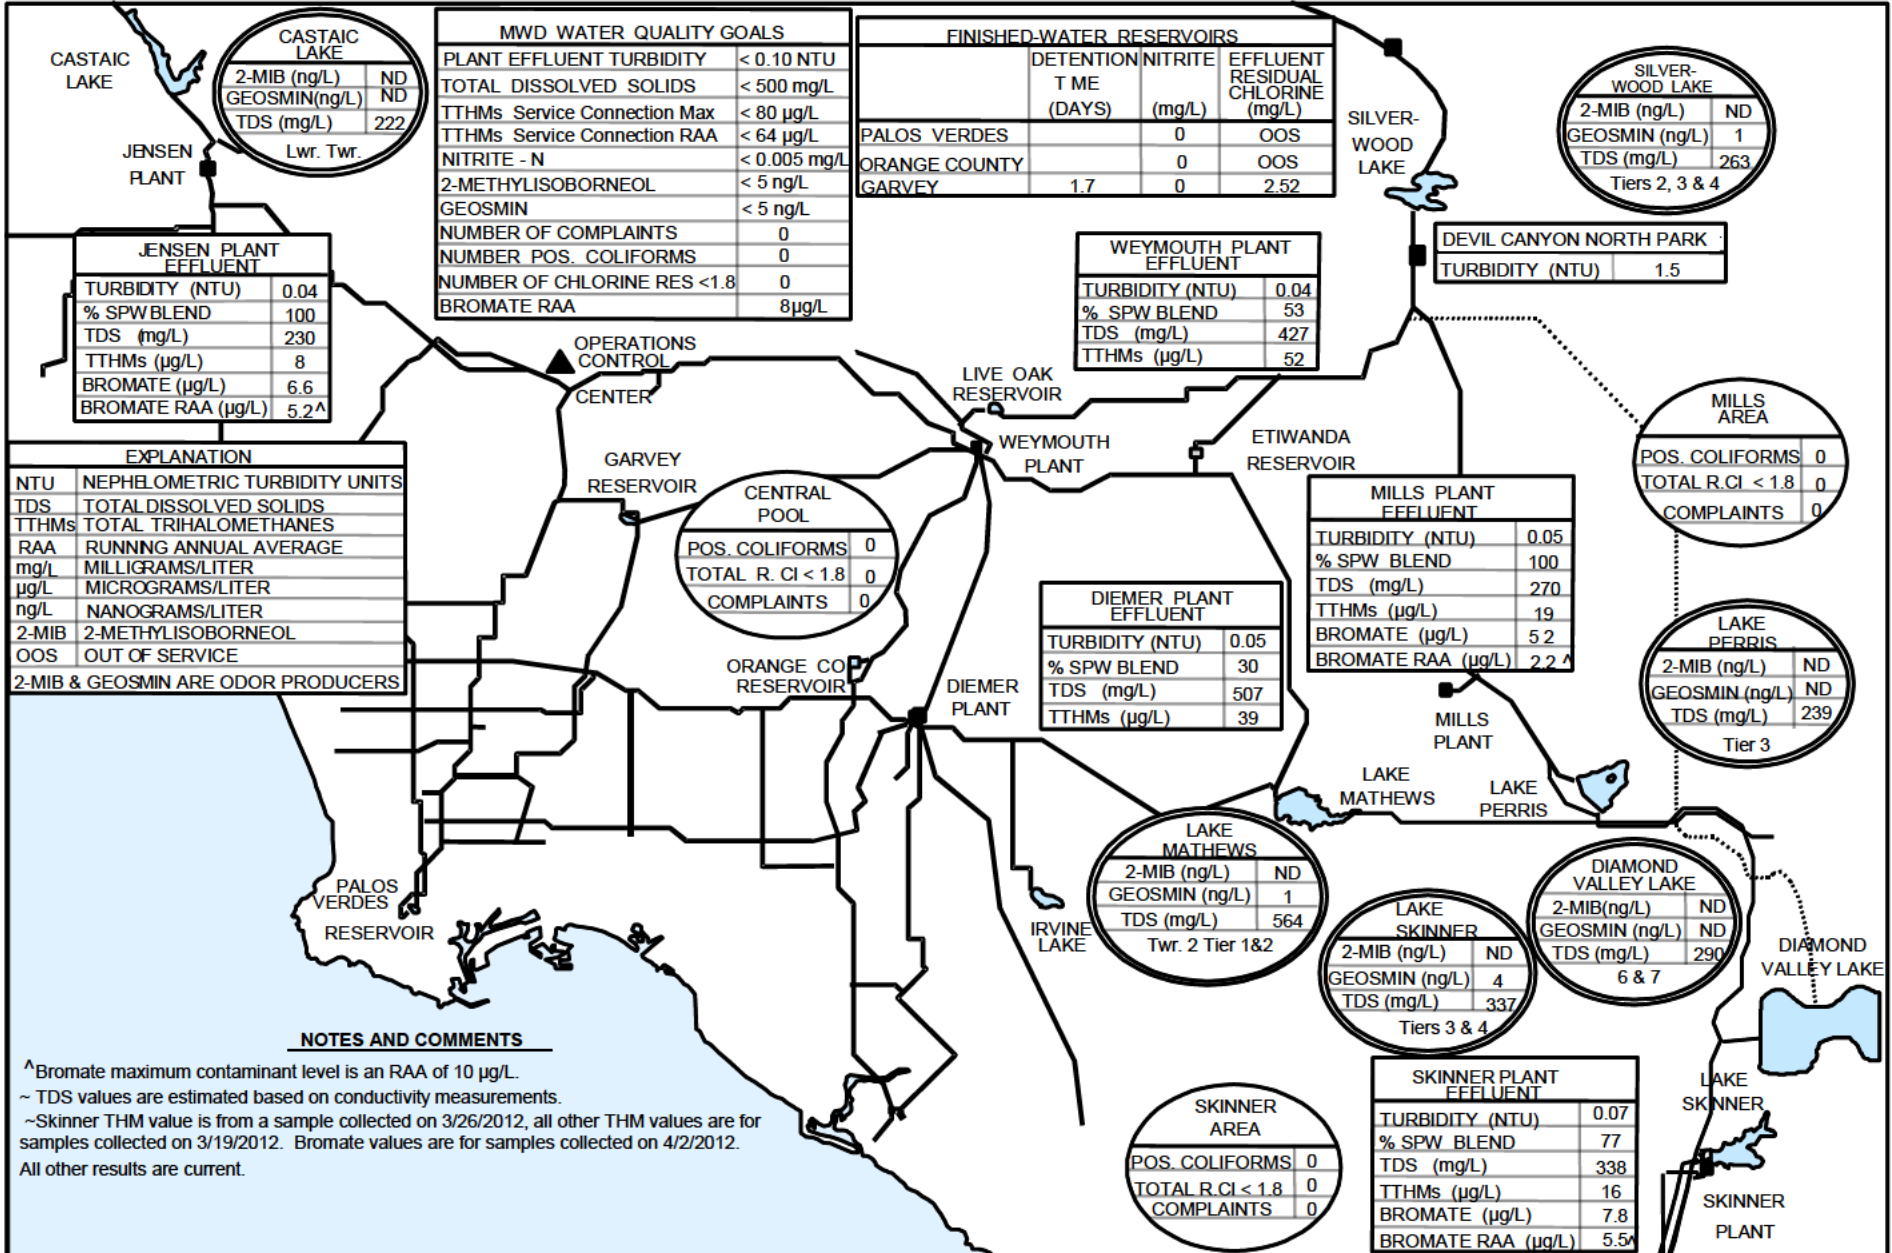 CASTAIC
LAKE
CASTAIC
LAKE
2-MIB (ng/L) ND
GEOSMIN(ng/L) ND
TDS (mg/L) 222
Lwr. Twr.
JENSEN
PLANT
MWD WATER QUALITY GOALS
PLANT EFFLUENT TURBIDITY < 0.10 NTU
TOTAL DISSOLVED SOLIDS < 500 mg/L
TTHMs Service Connection Max < 80 µg/L
TTHMs Service Connection RAA < 64 µg/L
NITRITE - N < 0.005 mg/L
2-METHYLISOBORNEOL < 5 ng/L
GEOSMIN < 5 ng/L
NUMBER OF COMPLAINTS 0
NUMBER POS. COLIFORMS 0
NUMBER OF CHLORINE RES <1.8 0
BROMATE RAA 8µg/L
FINISHED-WATER RESERVOIRS
DETENTION NITRITE EFFLUENT
T ME RESIDUAL
CHLORINE
(DAYS) (mg/L) (mg/L)
PALOS VERDES 0 OOS
ORANGE COUNTY 0 OOS
GARVEY 1.7 0 2.52
SILVER-
WOOD
LAKE
SILVER-
WOOD LAKE
2-MIB (ng/L) ND
GEOSMIN (ng/L) 1
TDS (mg/L) 263
Tiers 2, 3 & 4
DEVIL CANYON NORTH PARK
TURBIDITY (NTU) 1.5
JENSEN PLANT
EFFLUENT
TURBIDITY (NTU) 0.04
% SPW BLEND 100
TDS (mg/L) 230
TTHMs (µg/L) 8
BROMATE (µg/L) 6.6
BROMATE RAA (µg/L) 5.2^
WEYMOUTH PLANT
EFFLUENT
TURBIDITY (NTU) 0.04
% SPW BLEND 53
TDS (mg/L) 427
TTHMs (µg/L) 52
OPERATIONS
CONTROL
CENTER
LIVE OAK
RESERVOIR
WEYMOUTH
PLANT
ETIWANDA
RESERVOIR
MILLS
AREA
POS. COLIFORMS 0
TOTAL R.Cl < 1.8 0
COMPLAINTS 0
EXPLANATION
NTU NEPHELOMETRIC TURBIDITY UNITS
TDS TOTAL DISSOLVED SOLIDS
TTHMs TOTAL TRIHALOMETHANES
RAA RUNNING ANNUAL AVERAGE
mg/L MILLIGRAMS/LITER
µg/L MICROGRAMS/LITER
ng/L NANOGRAMS/LITER
2-MIB 2-METHYLISOBORNEOL
OOS OUT OF SERVICE
2-MIB & GEOSMIN ARE ODOR PRODUCERS
GARVEY
RESERVOIR
CENTRAL
POOL
POS. COLIFORMS 0
TOTAL R. Cl < 1.8 0
COMPLAINTS 0
MILLS PLANT
EFFLUENT
TURBIDITY (NTU) 0.05
% SPW BLEND 100
TDS (mg/L) 270
TTHMs (µg/L) 19
BROMATE (µg/L) 5 2
BROMATE RAA (µg/L) 2.2 ^
DIEMER PLANT
EFFLUENT
TURBIDITY (NTU) 0.05
% SPW BLEND 30
TDS (mg/L) 507
TTHMs (µg/L) 39
LAKE
PERRIS
2-MIB (ng/L) ND
GEOSMIN (ng/L) ND
TDS (mg/L) 239
Tier 3
ORANGE CO
RESERVOIR
DIEMER
PLANT
MILLS
PLANT
LAKE
MATHEWS
LAKE
PERRIS
LAKE
MATHEWS
2-MIB (ng/L) ND
GEOSMIN (ng/L) 1
TDS (mg/L) 564
Twr. 2 Tier 1&2
DIAMOND
VALLEY LAKE
2-MIB(ng/L) ND
GEOSMIN (ng/L) ND
TDS (mg/L) 290
6 & 7
LAKE
SKINNER
2-MIB (ng/L) ND
GEOSMIN (ng/L) 4
TDS (mg/L) 337
Tiers 3 & 4
DIAMOND
VALLEY LAKE
PALOS
VERDES
RESERVOIR
IRVINE
LAKE
NOTES AND COMMENTS
^Bromate maximum contaminant level is an RAA of 10 µg/L.
~ TDS values are estimated based on conductivity measurements.
~Skinner THM value is from a sample collected on 3/26/2012, all other THM values are for
samples collected on 3/19/2012. Bromate values are for samples collected on 4/2/2012.
All other results are current.
SKINNER
AREA
POS. COLIFORMS 0
TOTAL R.Cl < 1.8 0
COMPLAINTS 0
SKINNER PLANT
EFFLUENT
TURBIDITY (NTU) 0.07
% SPW BLEND 77
TDS (mg/L) 338
TTHMs (µg/L) 16
BROMATE (µg/L) 7.8
BROMATE RAA (µg/L) 5.5^
LAKE
SKINNER
SKINNER
PLANT